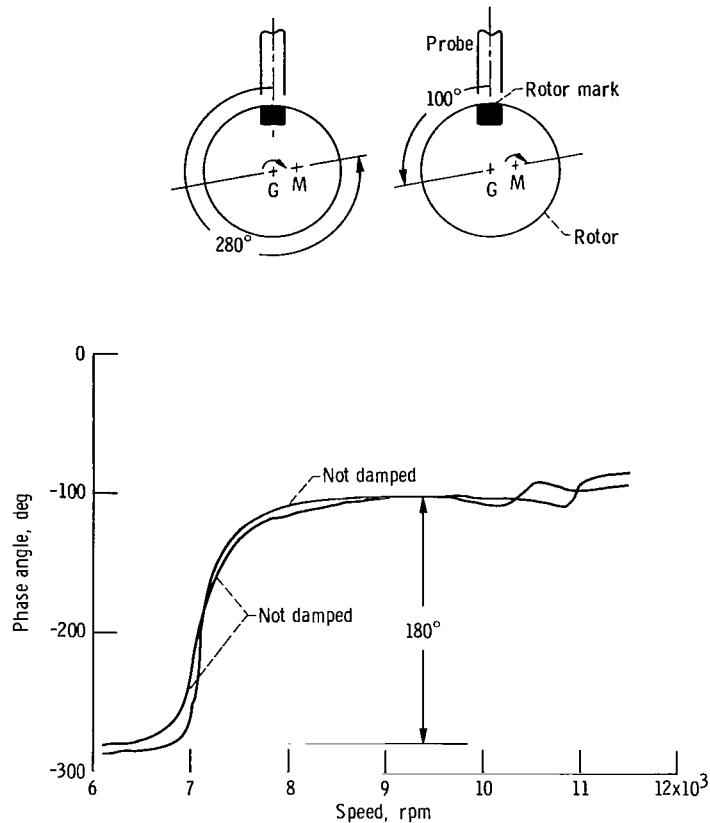 Probe
Rotor mark
100°
G
M
280°
G
M
Rotor
0
-100
-200
-300
Phase angle, deg
Not damped
Not damped
180°
6
7
8
9
10
11
12x10³
Speed, rpm